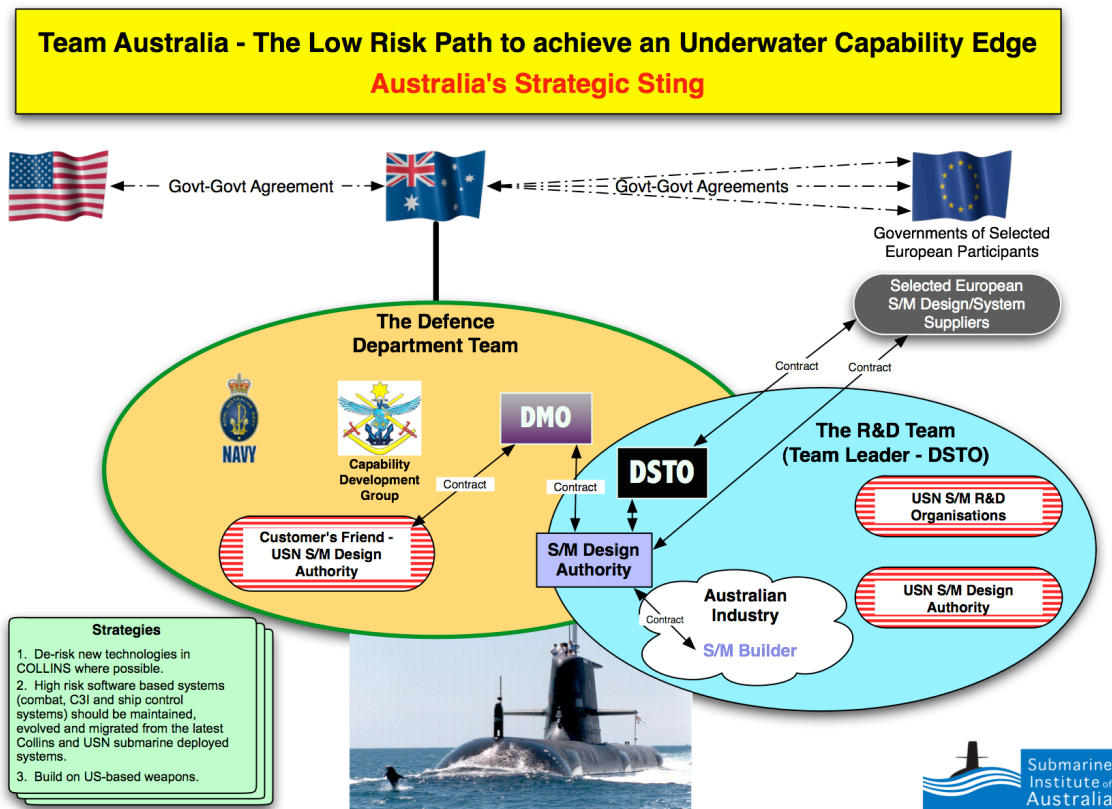 Team Australia - The Low Risk Path to achieve an Underwater Capability Edge
Australia's Strategic Sting
Govt-Govt Agreement
Govt-Govt Agreements
Governments of Selected
European Participants
Selected European
S/M Design/System
Suppliers
The Defence
Department Team
NAVY
Capability
Development
Group
DMO
Contract
Contract
Contract
Contract
Customer's Friend -
USN S/M Design
Authority
The R&D Team
(Team Leader - DSTO)
DSTO
USN S/M R&D
Organisations
S/M Design
Authority
USN S/M Design
Authority
Australian
Industry
Contract
S/M Builder
Strategies
1. De-risk new technologies in
COLLINS where possible.
2. High risk software based systems
(combat, C3I and ship control
systems) should be maintained,
evolved and migrated from the latest
Collins and USN submarine deployed
systems.
3. Build on US-based weapons.
Submarine
Institute of
Australia